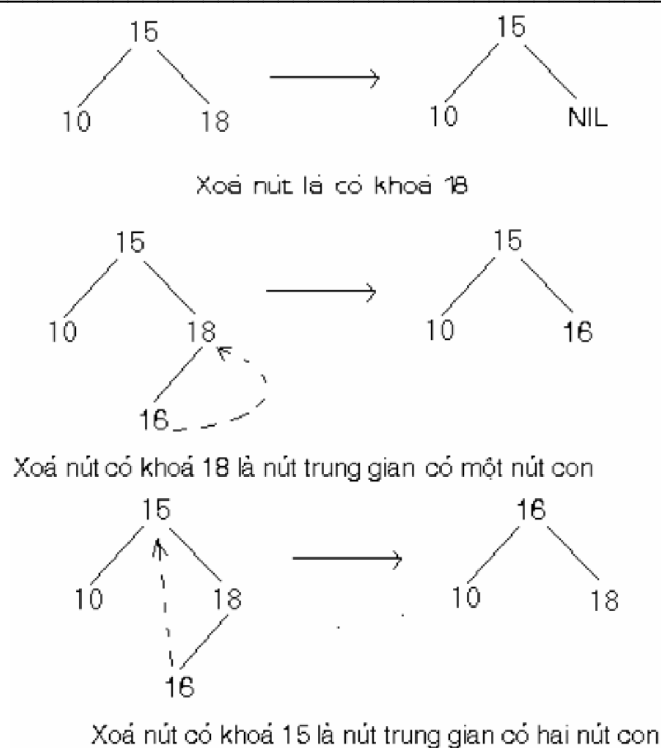 15 15
10 18 10 NIL
Xoá nút lá có khoá 18
15 15
10 18 10 16
16
Xoá nút có khoá 18 là nút trung gian có một nút con
15 16
10 18 10 18
16
Xoá nút có khoá 15 là nút trung gian có hai nút con